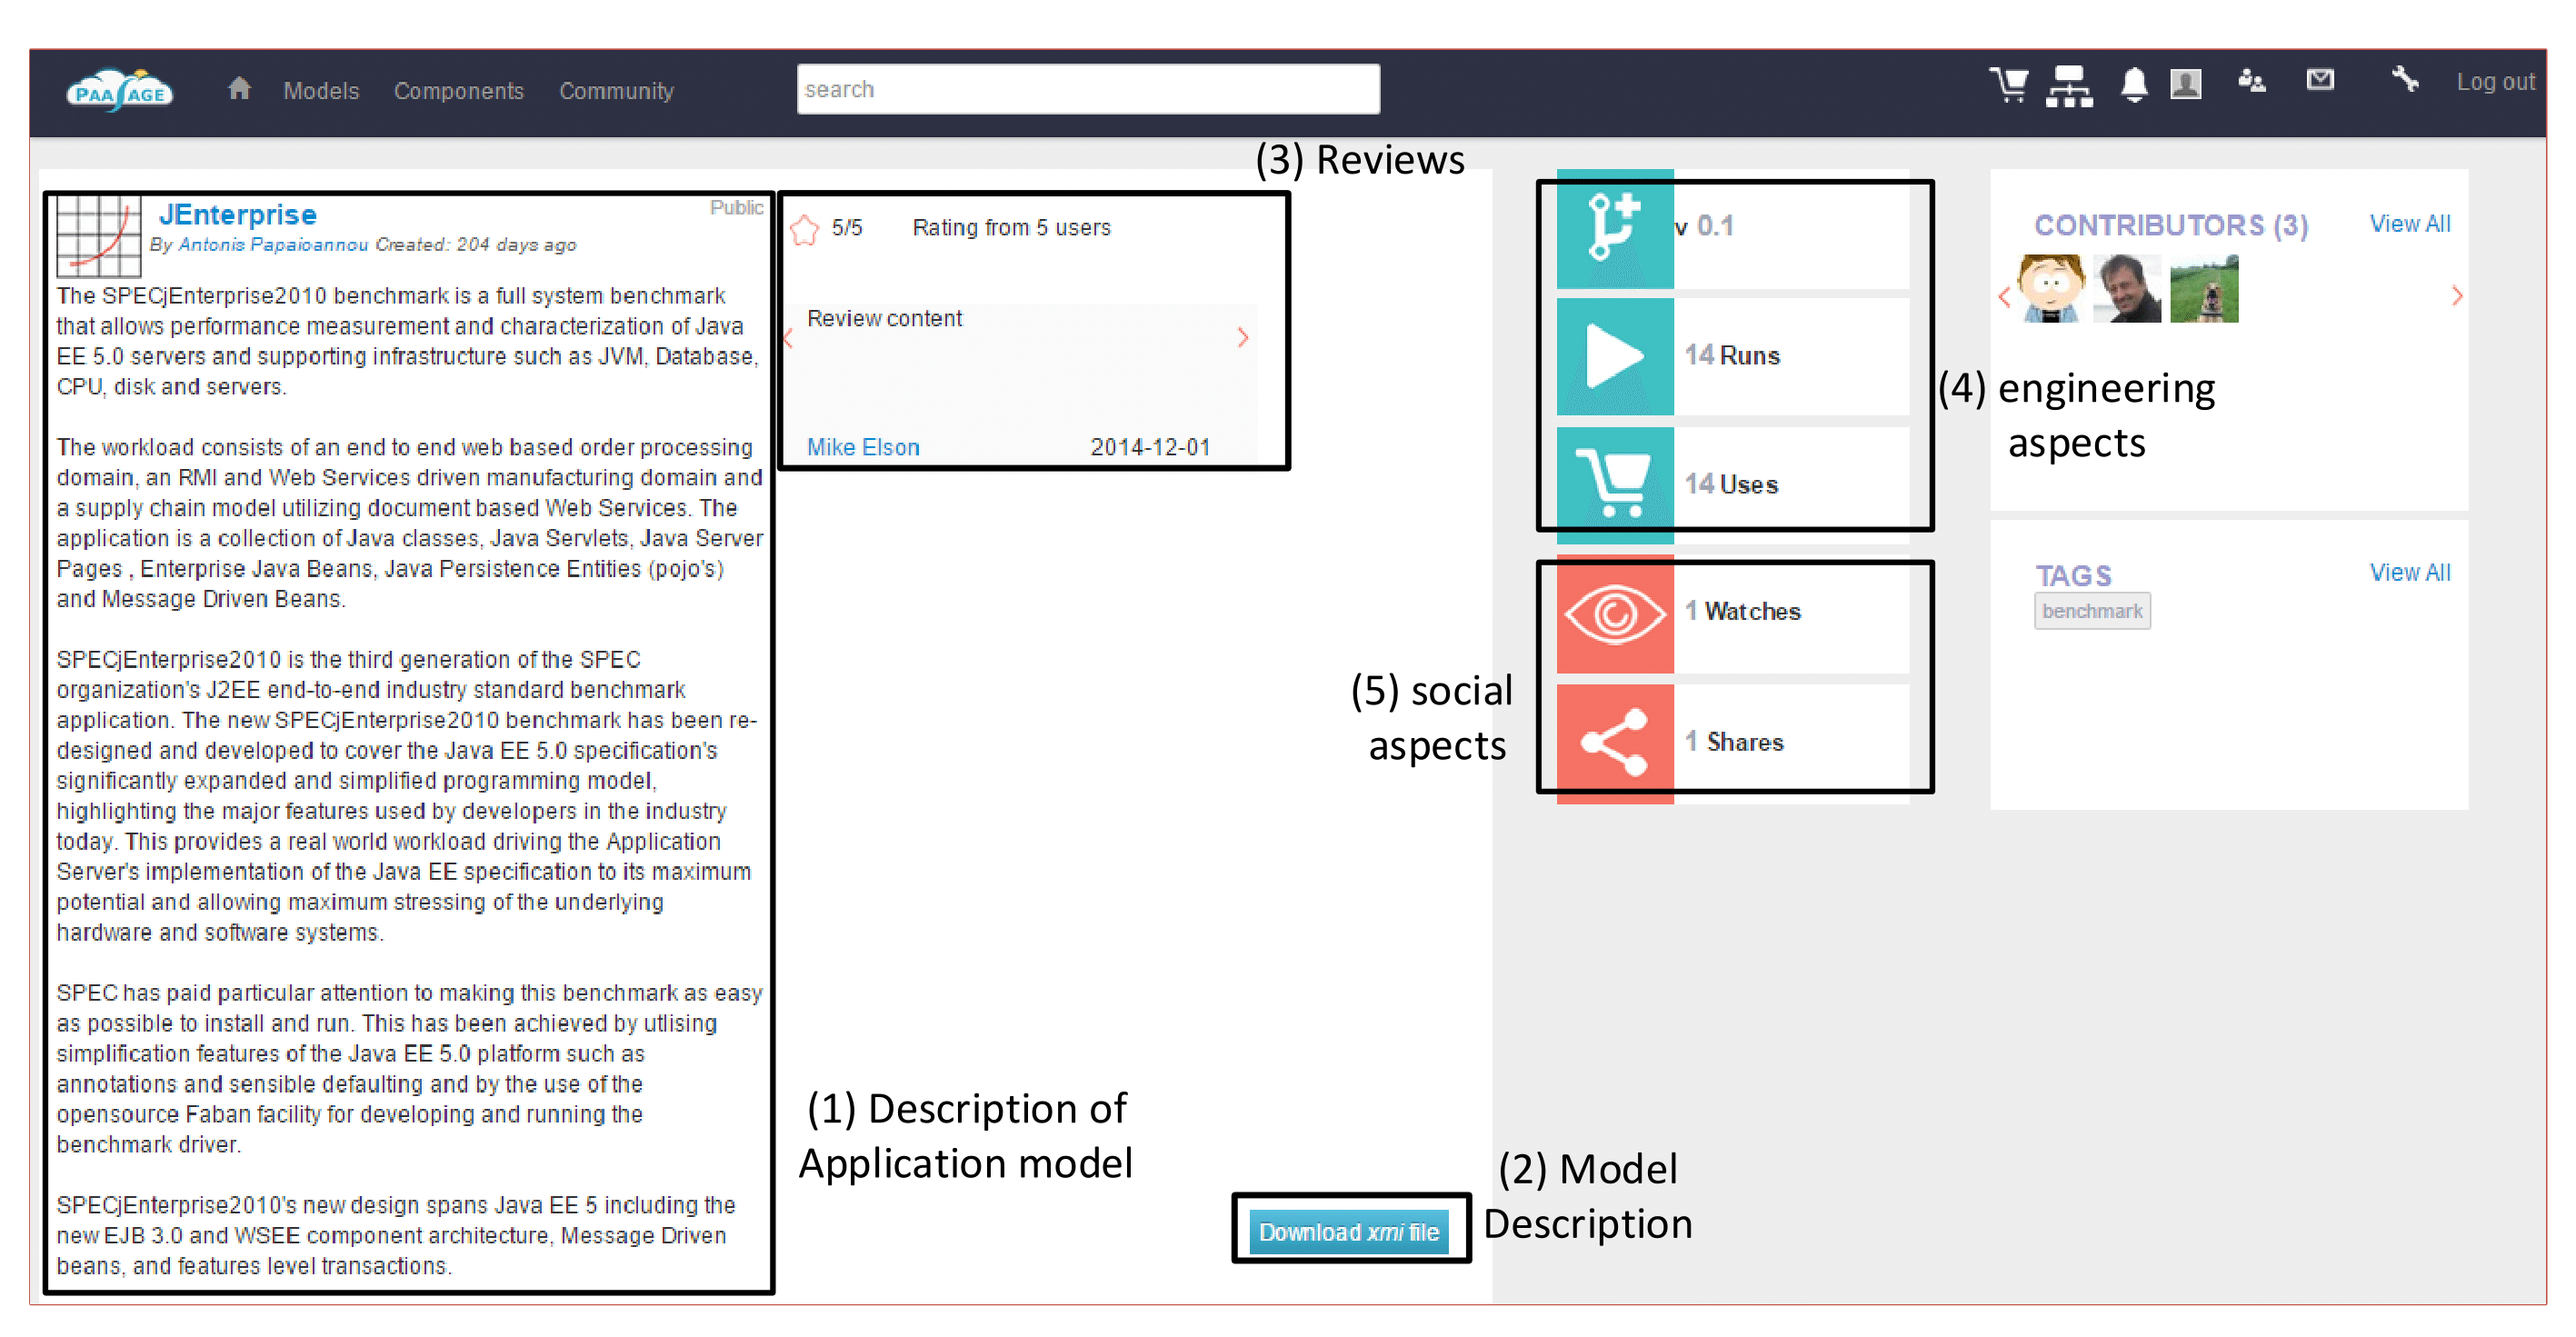 PAASAGE
Models Components Community
search
Log out
(3) Reviews
JEnterprise
Public
By Antonis Papaioannou Created: 204 days ago
The SPECjEnterprise2010 benchmark is a full system benchmark
that allows performance measurement and characterization of Java
EE 5.0 servers and supporting infrastructure such as JVM, Database,
CPU, disk and servers.
The workload consists of an end to end web based order processing
domain, an RMI and Web Services driven manufacturing domain and
a supply chain model utilizing document based Web Services. The
application is a collection of Java classes, Java Servlets, Java Server
Pages , Enterprise Java Beans, Java Persistence Entities (pojo's)
and Message Driven Beans.
SPECjEnterprise2010 is the third generation of the SPEC
organization's J2EE end-to-end industry standard benchmark
application. The new SPECjEnterprise2010 benchmark has been re-
designed and developed to cover the Java EE 5.0 specification's
significantly expanded and simplified programming model,
highlighting the major features used by developers in the industry
today. This provides a real world workload driving the Application
Server's implementation of the Java EE specification to its maximum
potential and allowing maximum stressing of the underlying
hardware and software systems.
SPEC has paid particular attention to making this benchmark as easy
as possible to install and run. This has been achieved by utlising
simplification features of the Java EE 5.0 platform such as
annotations and sensible defaulting and by the use of the
opensource Faban facility for developing and running the
benchmark driver.
SPECjEnterprise2010's new design spans Java EE 5 including the
new EJB 3.0 and WSEE component architecture, Message Driven
beans, and features level transactions.
5/5 Rating from 5 users
Review content
Mike Elson 2014-12-01
(1) Description of
Application model
Download xmi file
(2) Model
Description
v 0.1
14 Runs
14 Uses
(4) engineering
aspects
1 Watches
1 Shares
(5) social
aspects
CONTRIBUTORS (3) View All
TAGS View All
benchmark